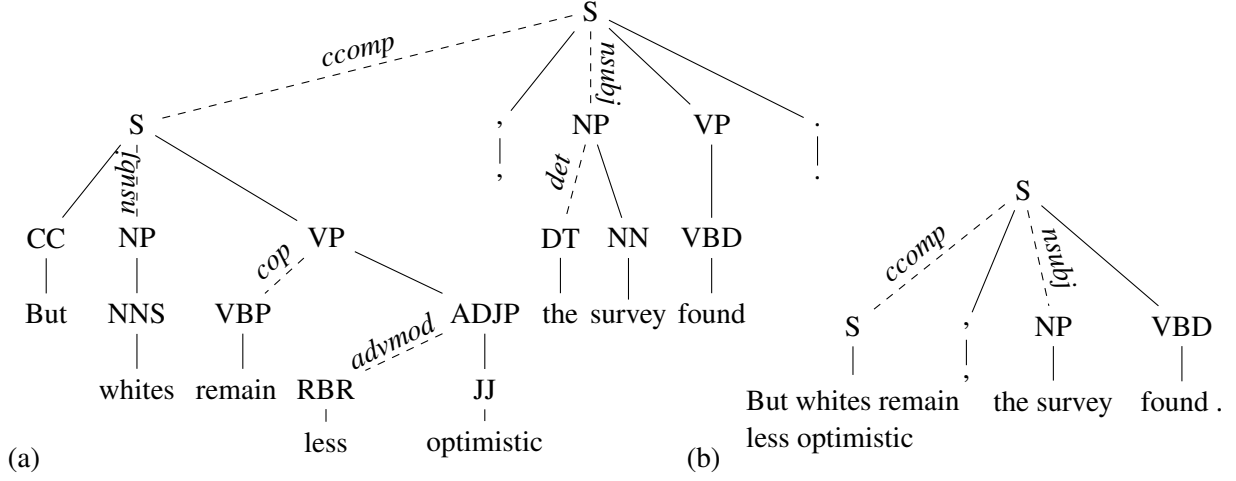 S
ccomp nsubj
S , NP VP .
nsubj , det .
S
CC NP VP DT NN VBD
cop ccomp nsubj
But NNS VBP ADJP the survey found
S , NP VBD
advmod ,
whites remain RBR JJ
But whites remain the survey found .
less optimistic
less optimistic
(a) (b)